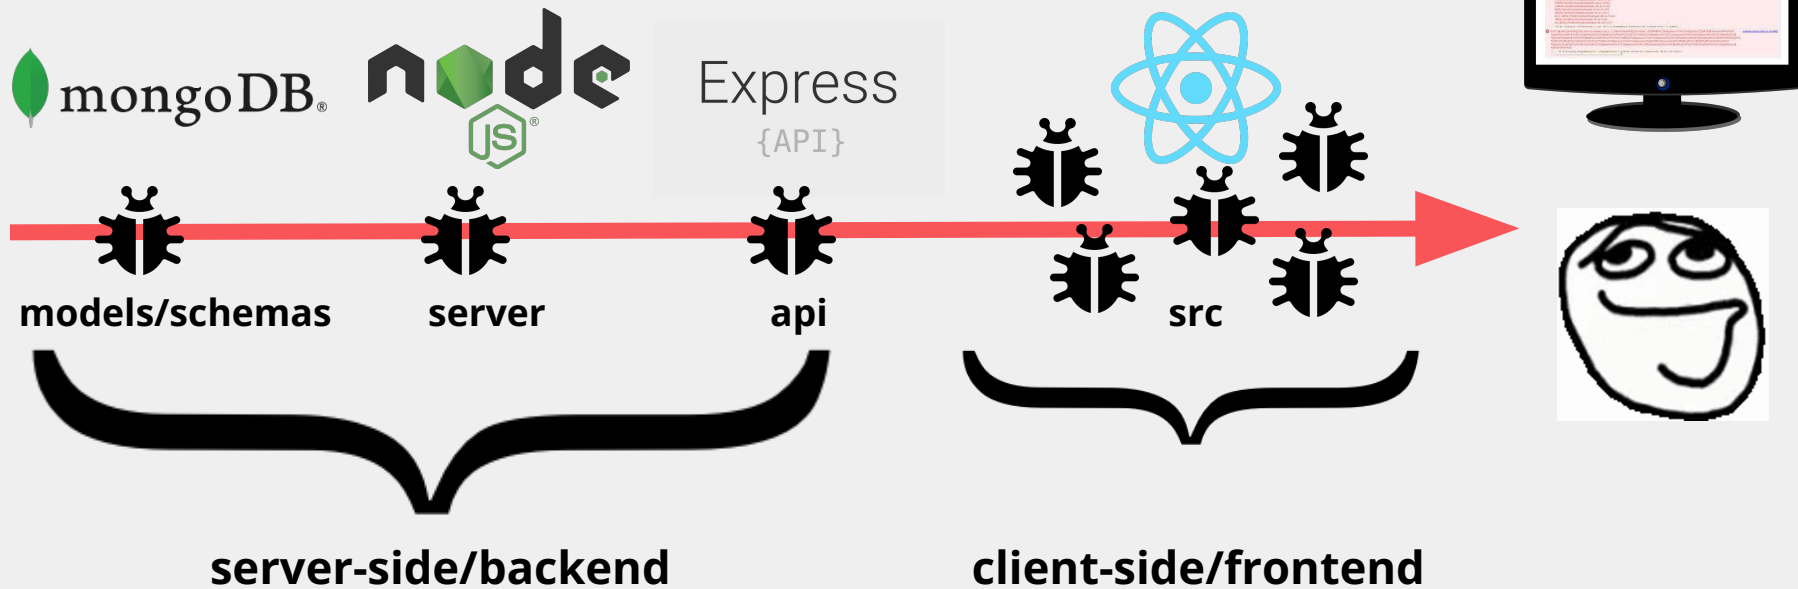 mongoDB®
node
JS®
Express
{API}
models/schemas
server
api
src
server-side/backend
client-side/frontend